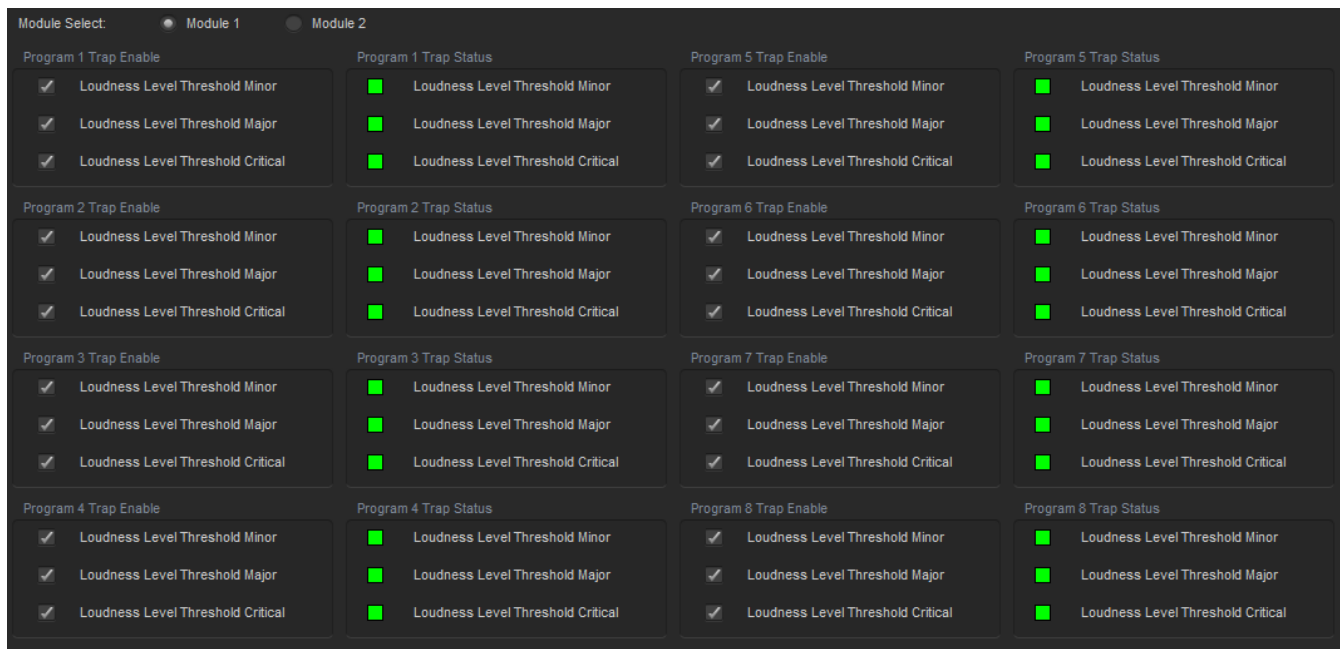 Module Select: Module 1 Module 2
Program 1 Trap Enable Program 1 Trap Status Program 5 Trap Enable Program 5 Trap Status
Loudness Level Threshold Minor Loudness Level Threshold Minor Loudness Level Threshold Minor Loudness Level Threshold Minor
Loudness Level Threshold Major Loudness Level Threshold Major Loudness Level Threshold Major Loudness Level Threshold Major
Loudness Level Threshold Critical Loudness Level Threshold Critical Loudness Level Threshold Critical Loudness Level Threshold Critical
Program 2 Trap Enable Program 2 Trap Status Program 6 Trap Enable Program 6 Trap Status
Loudness Level Threshold Minor Loudness Level Threshold Minor Loudness Level Threshold Minor Loudness Level Threshold Minor
Loudness Level Threshold Major Loudness Level Threshold Major Loudness Level Threshold Major Loudness Level Threshold Major
Loudness Level Threshold Critical Loudness Level Threshold Critical Loudness Level Threshold Critical Loudness Level Threshold Critical
Program 3 Trap Enable Program 3 Trap Status Program 7 Trap Enable Program 7 Trap Status
Loudness Level Threshold Minor Loudness Level Threshold Minor Loudness Level Threshold Minor Loudness Level Threshold Minor
Loudness Level Threshold Major Loudness Level Threshold Major Loudness Level Threshold Major Loudness Level Threshold Major
Loudness Level Threshold Critical Loudness Level Threshold Critical Loudness Level Threshold Critical Loudness Level Threshold Critical
Program 4 Trap Enable Program 4 Trap Status Program 8 Trap Enable Program 8 Trap Status
Loudness Level Threshold Minor Loudness Level Threshold Minor Loudness Level Threshold Minor Loudness Level Threshold Minor
Loudness Level Threshold Major Loudness Level Threshold Major Loudness Level Threshold Major Loudness Level Threshold Major
Loudness Level Threshold Critical Loudness Level Threshold Critical Loudness Level Threshold Critical Loudness Level Threshold Critical